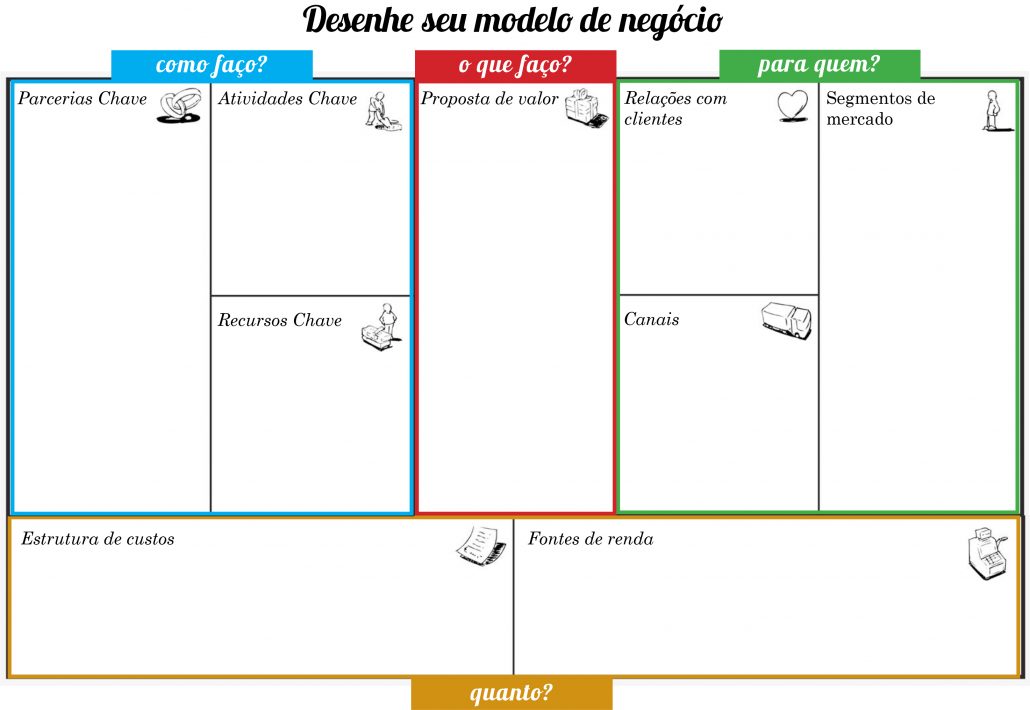 Desenhe seu modelo de negócio
como faço?
o que faço?
para quem?
Parcerias Chave
Atividades Chave
Proposta de valor
Relações com
clientes
Segmentos de
mercado
Recursos Chave
Canais
Estrutura de custos
Fontes de renda
quanto?